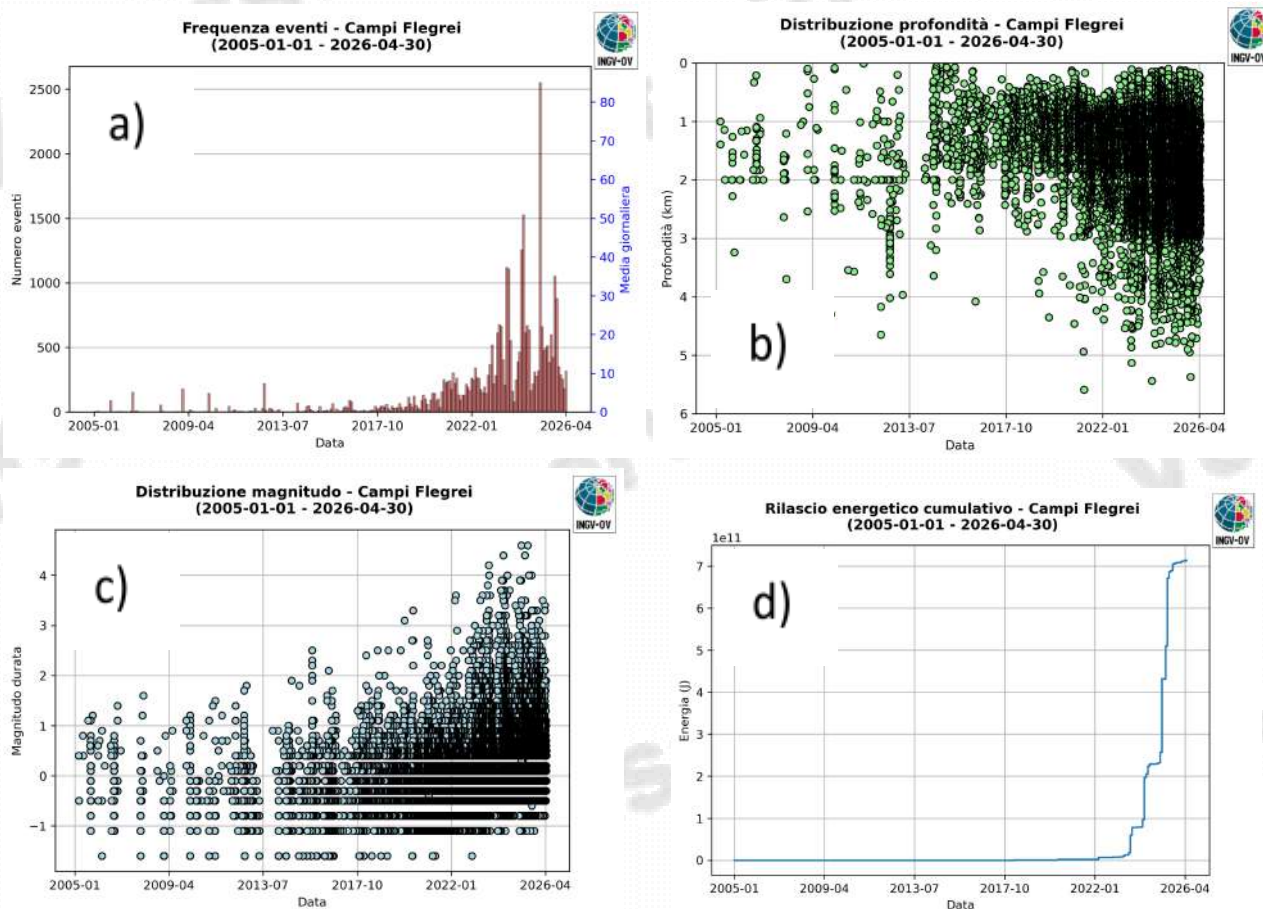 Frequenza eventi - Campi Flegrei
(2005-01-01 - 2026-04-30)
INGV-OV
a)
Numero eventi
2500
2000
1500
1000
500
0
Media giornaliera
80
70
60
50
40
30
20
10
0
2005-01
2009-04
2013-07
2017-10
2022-01
2026-04
Data
Distribuzione profondità - Campi Flegrei
(2005-01-01 - 2026-04-30)
INGV-OV
b)
Profondità (km)
0
1
2
3
4
5
6
2005-01
2009-04
2013-07
2017-10
2022-01
2026-04
Data
Distribuzione magnitudo - Campi Flegrei
(2005-01-01 - 2026-04-30)
INGV-OV
c)
Magnitudo durata
4
3
2
1
0
−1
2005-01
2009-04
2013-07
2017-10
2022-01
2026-04
Data
Rilascio energetico cumulativo - Campi Flegrei
(2005-01-01 - 2026-04-30)
INGV-OV
1e11
d)
Energia (J)
7
6
5
4
3
2
1
0
2005-01
2009-04
2013-07
2017-10
2022-01
2026-04
Data